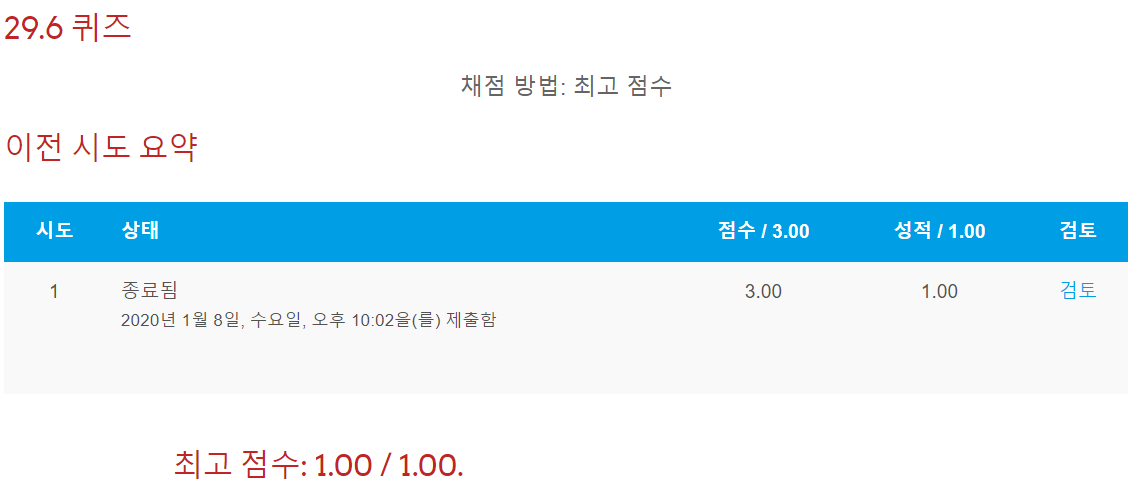 29.6 퀴즈
채점 방법: 최고 점수
이전 시도 요약
시도 상태 점수 / 3.00 성적 / 1.00 검토
1 종료됨 3.00 1.00 검토
2020년 1월 8일, 수요일, 오후 10:02을(를) 제출함
최고 점수: 1.00 / 1.00.